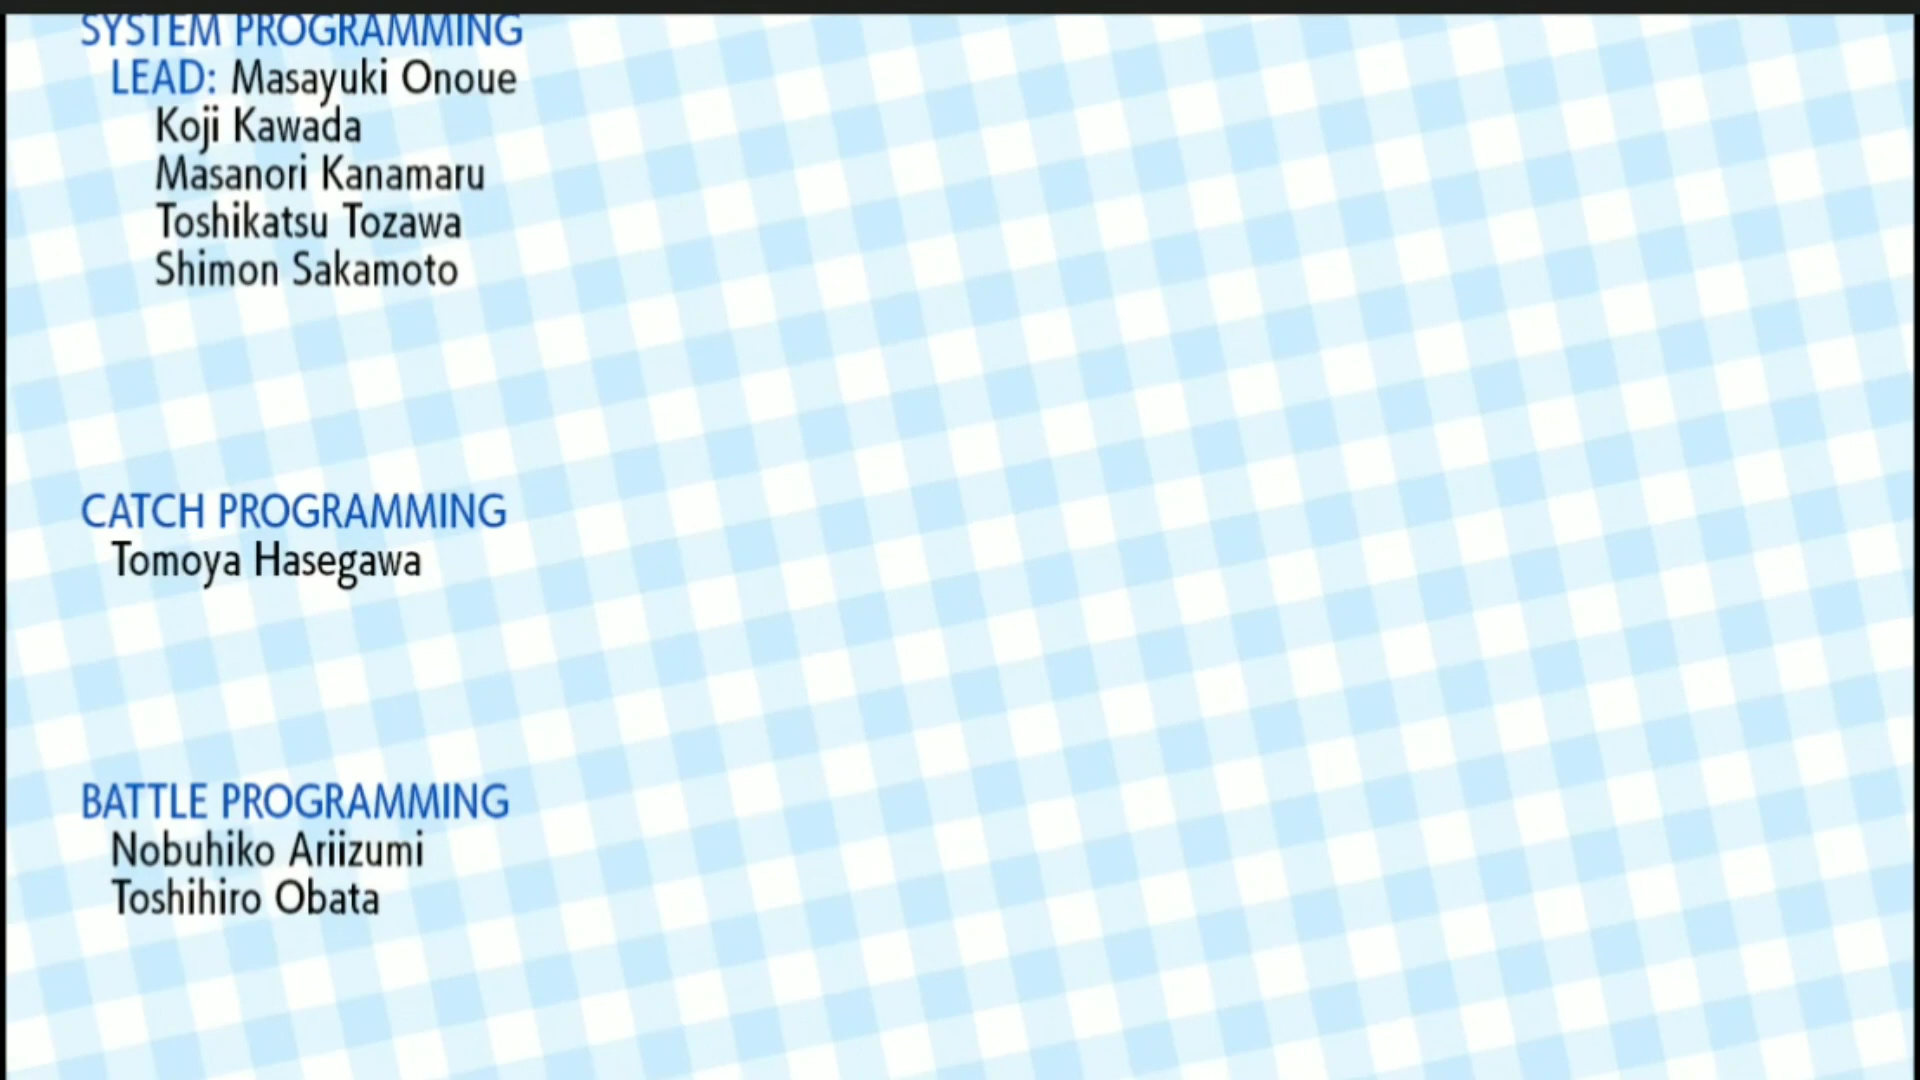 SYSTEM PROGRAMMING
LEAD: Masayuki Onoue
Koji Kawada
Masanori Kanamaru
Toshikatsu Tozawa
Shimon Sakamoto
CATCH PROGRAMMING
Tomoya Hasegawa
BATTLE PROGRAMMING
Nobuhiko Ariizumi
Toshihiro Obata